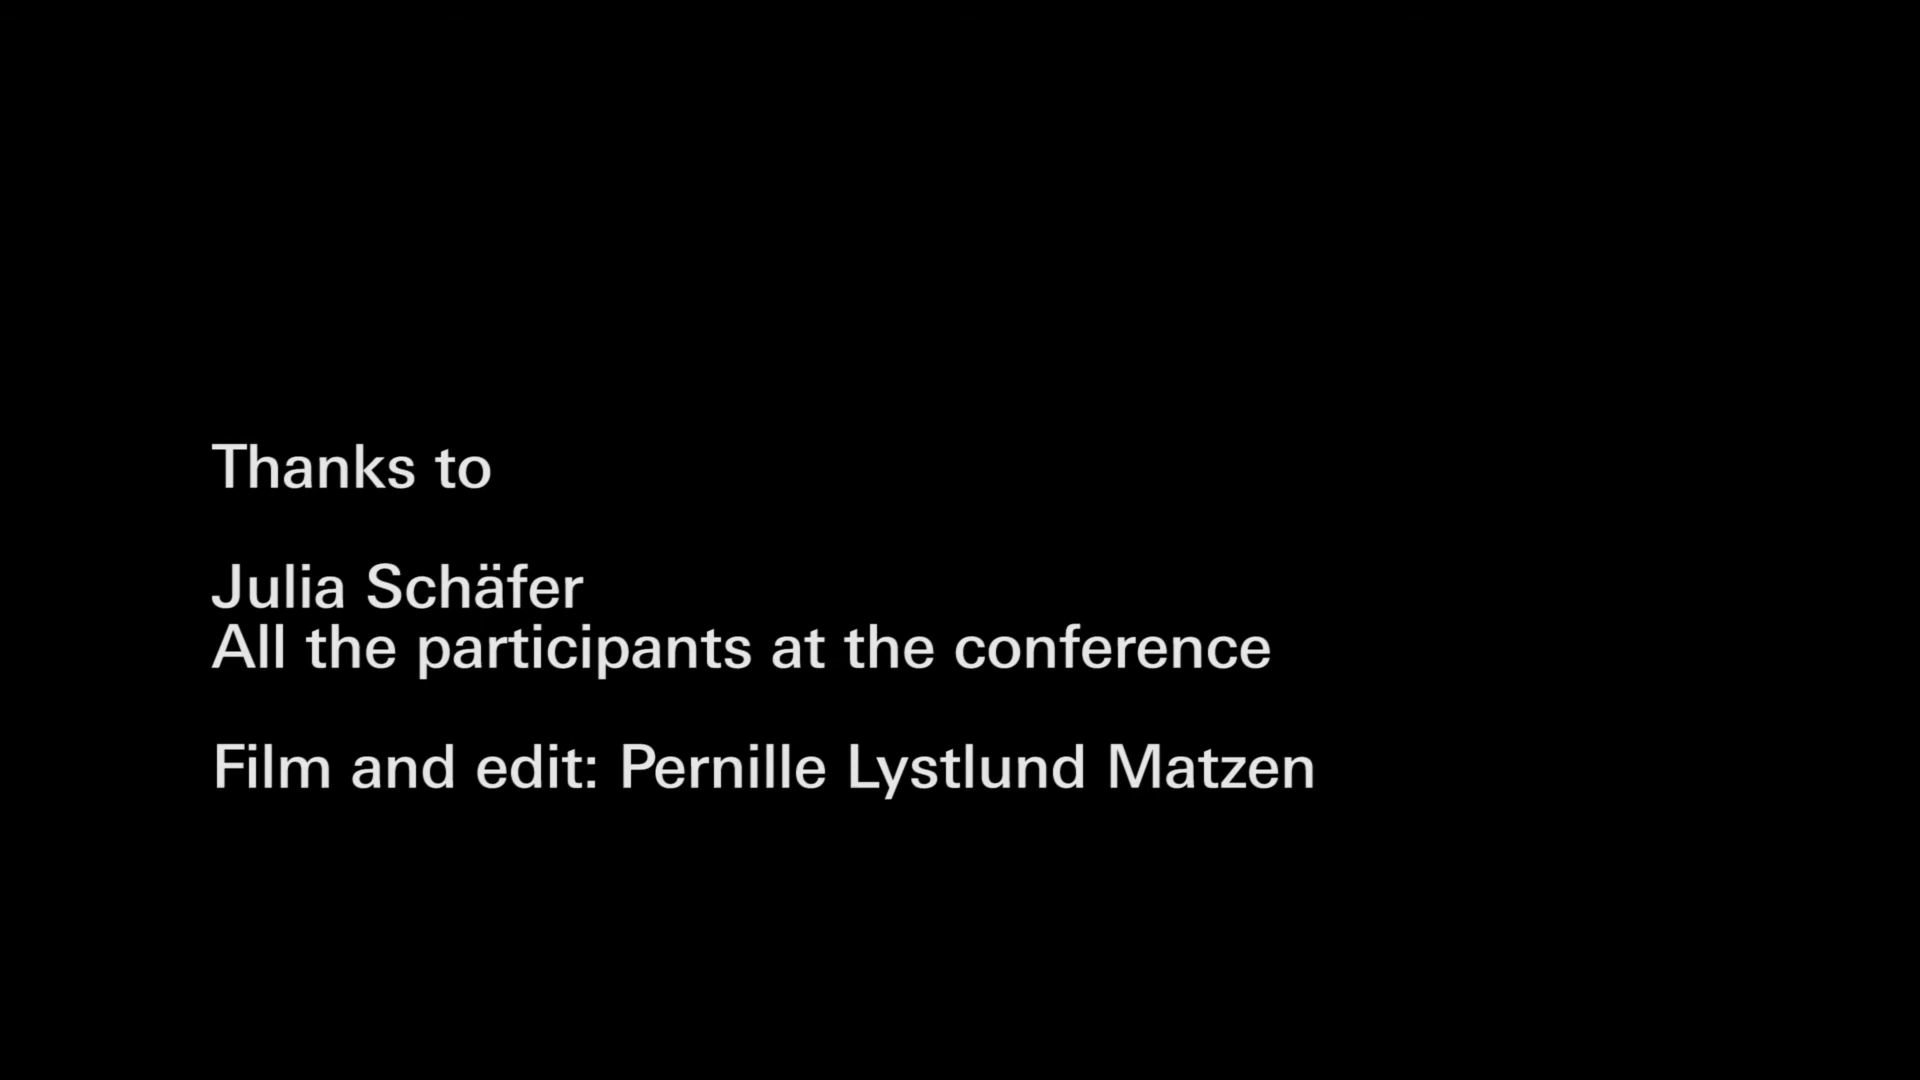 Thanks to
Julia Schäfer
All the participants at the conference
Film and edit: Pernille Lystlund Matzen